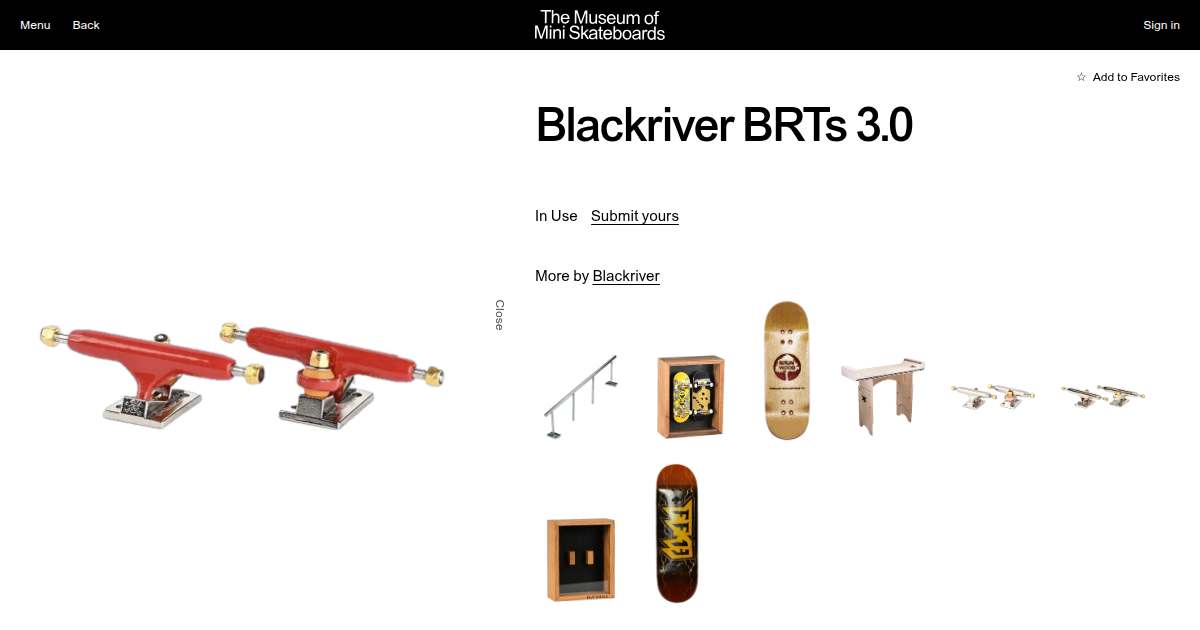 Menu
Back
The Museum of
Mini Skateboards
Sign in
☆ Add to Favorites
Blackriver BRTs 3.0
In Use
Submit yours
More by Blackriver
Close